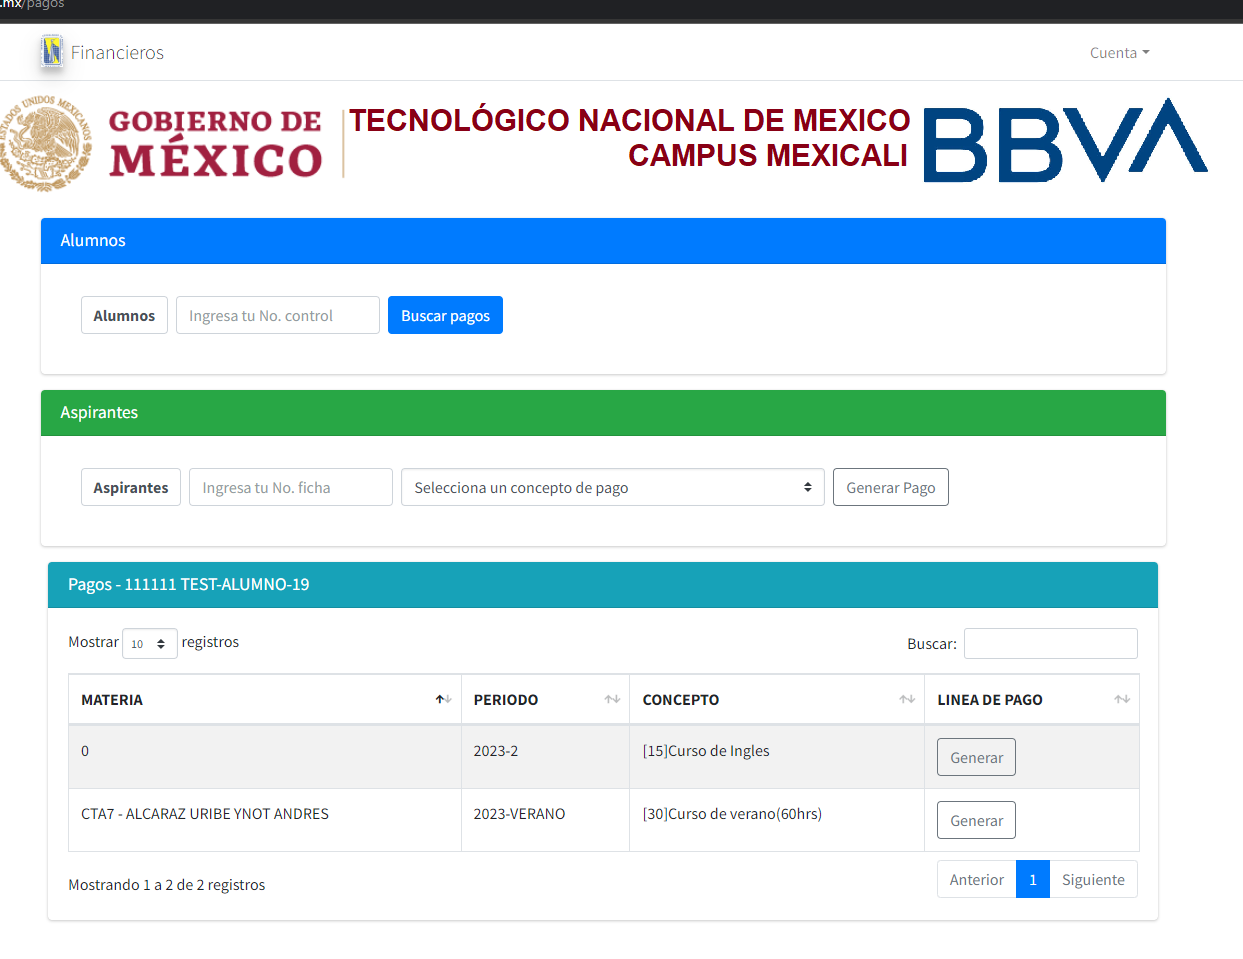 .mx/pagos
Financieros
Cuenta
ESTADOS UNIDOS MEXICANOS
GOBIERNO DE
MÉXICO
TECNOLÓGICO NACIONAL DE MEXICO
CAMPUS MEXICALI
BBVA
Alumnos
Alumnos Ingresa tu No. control Buscar pagos
Aspirantes
Aspirantes Ingresa tu No. ficha Selecciona un concepto de pago Generar Pago
Pagos - 111111 TEST-ALUMNO-19
Mostrar 10 registros Buscar:
MATERIA PERIODO CONCEPTO LINEA DE PAGO
0 2023-2 [15]Curso de Ingles Generar
CTA7 - ALCARAZ URIBE YNOT ANDRES 2023-VERANO [30]Curso de verano(60hrs) Generar
Mostrando 1 a 2 de 2 registros Anterior 1 Siguiente